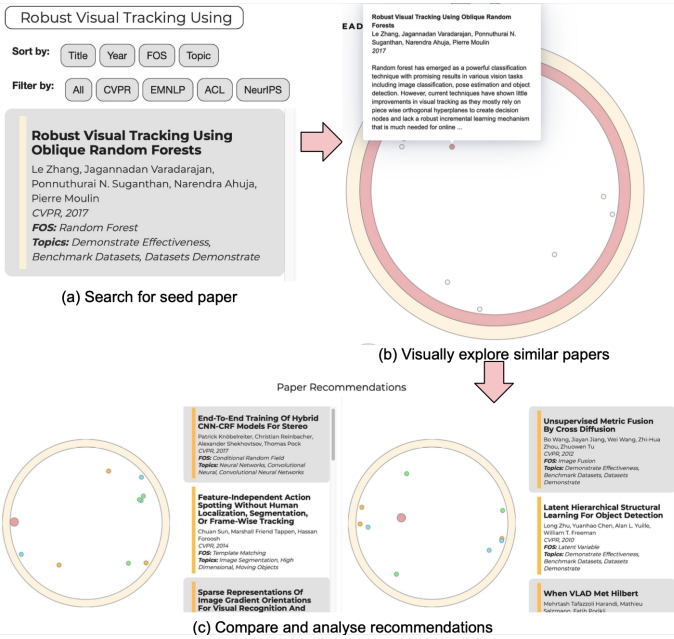 Robust Visual Tracking Using
Sort by:
Title
Year
FOS
Topic
Filter by:
All
CVPR
EMNLP
ACL
NeurIPS
Robust Visual Tracking Using
Oblique Random Forests
Le Zhang, Jagannadan Varadarajan,
Ponnuthurai N. Suganthan, Narendra Ahuja,
Pierre Moulin
CVPR, 2017
FOS: Random Forest
Topics: Demonstrate Effectiveness,
Benchmark Datasets, Datasets Demonstrate
(a) Search for seed paper
EAD
Robust Visual Tracking Using Oblique Random
Forests
Le Zhang, Jagannadan Varadarajan, Ponnuthurai N.
Suganthan, Narendra Ahuja, Pierre Moulin
2017
Random forest has emerged as a powerful classification
technique with promising results in various vision tasks
including image classification, pose estimation and object
detection. However, current techniques have shown little
improvements in visual tracking as they mostly rely on
piece wise orthogonal hyperplanes to create decision
nodes and lack a robust incremental learning mechanism
that is much needed for online ...
(b) Visually explore similar papers
Paper Recommendations
End-To-End Training Of Hybrid
CNN-CRF Models For Stereo
Patrick Knöbelreiter, Christian Reinbacher,
Alexander Shekhovtsov, Thomas Pock
CVPR, 2017
FOS: Conditional Random Field
Topics: Neural Networks, Convolutional
Neural, Convolutional Neural Networks
Feature-Independent Action
Spotting Without Human
Localization, Segmentation,
Or Frame-Wise Tracking
Chuan Sun, Marshall Friend Tappen, Hassan
Foroosh
CVPR, 2014
FOS: Template Matching
Topics: Image Segmentation, High
Dimensional, Moving Objects
Sparse Representations Of
Image Gradient Orientations
For Visual Recognition And
Unsupervised Metric Fusion
By Cross Diffusion
Bo Wang, Jiayan Jiang, Wei Wang, Zhi-Hua
Zhou, Zhuowen Tu
CVPR, 2012
FOS: Image Fusion
Topics: Demonstrate Effectiveness,
Benchmark Datasets, Datasets
Demonstrate
Latent Hierarchical Structural
Learning For Object Detection
Long Zhu, Yuanhao Chen, Alan L. Yuille,
William T. Freeman
CVPR, 2010
FOS: Latent Variable
Topics: Demonstrate Effectiveness,
Benchmark Datasets, Datasets
Demonstrate
When VLAD Met Hilbert
Mehrtash Tafazzoli Harandi, Mathieu
Salzmann, Fatih Porikli
(c) Compare and analyse recommendations